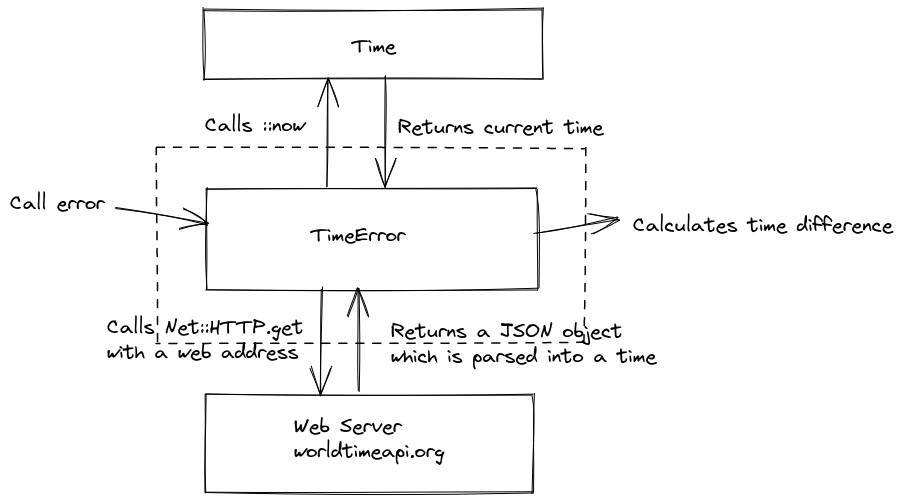 Time
Calls ::now
Returns current time
Call error
TimeError
Calculates time difference
Calls Net::HTTP.get
with a web address
Returns a JSON object
which is parsed into a time
Web Server
worldtimeapi.org